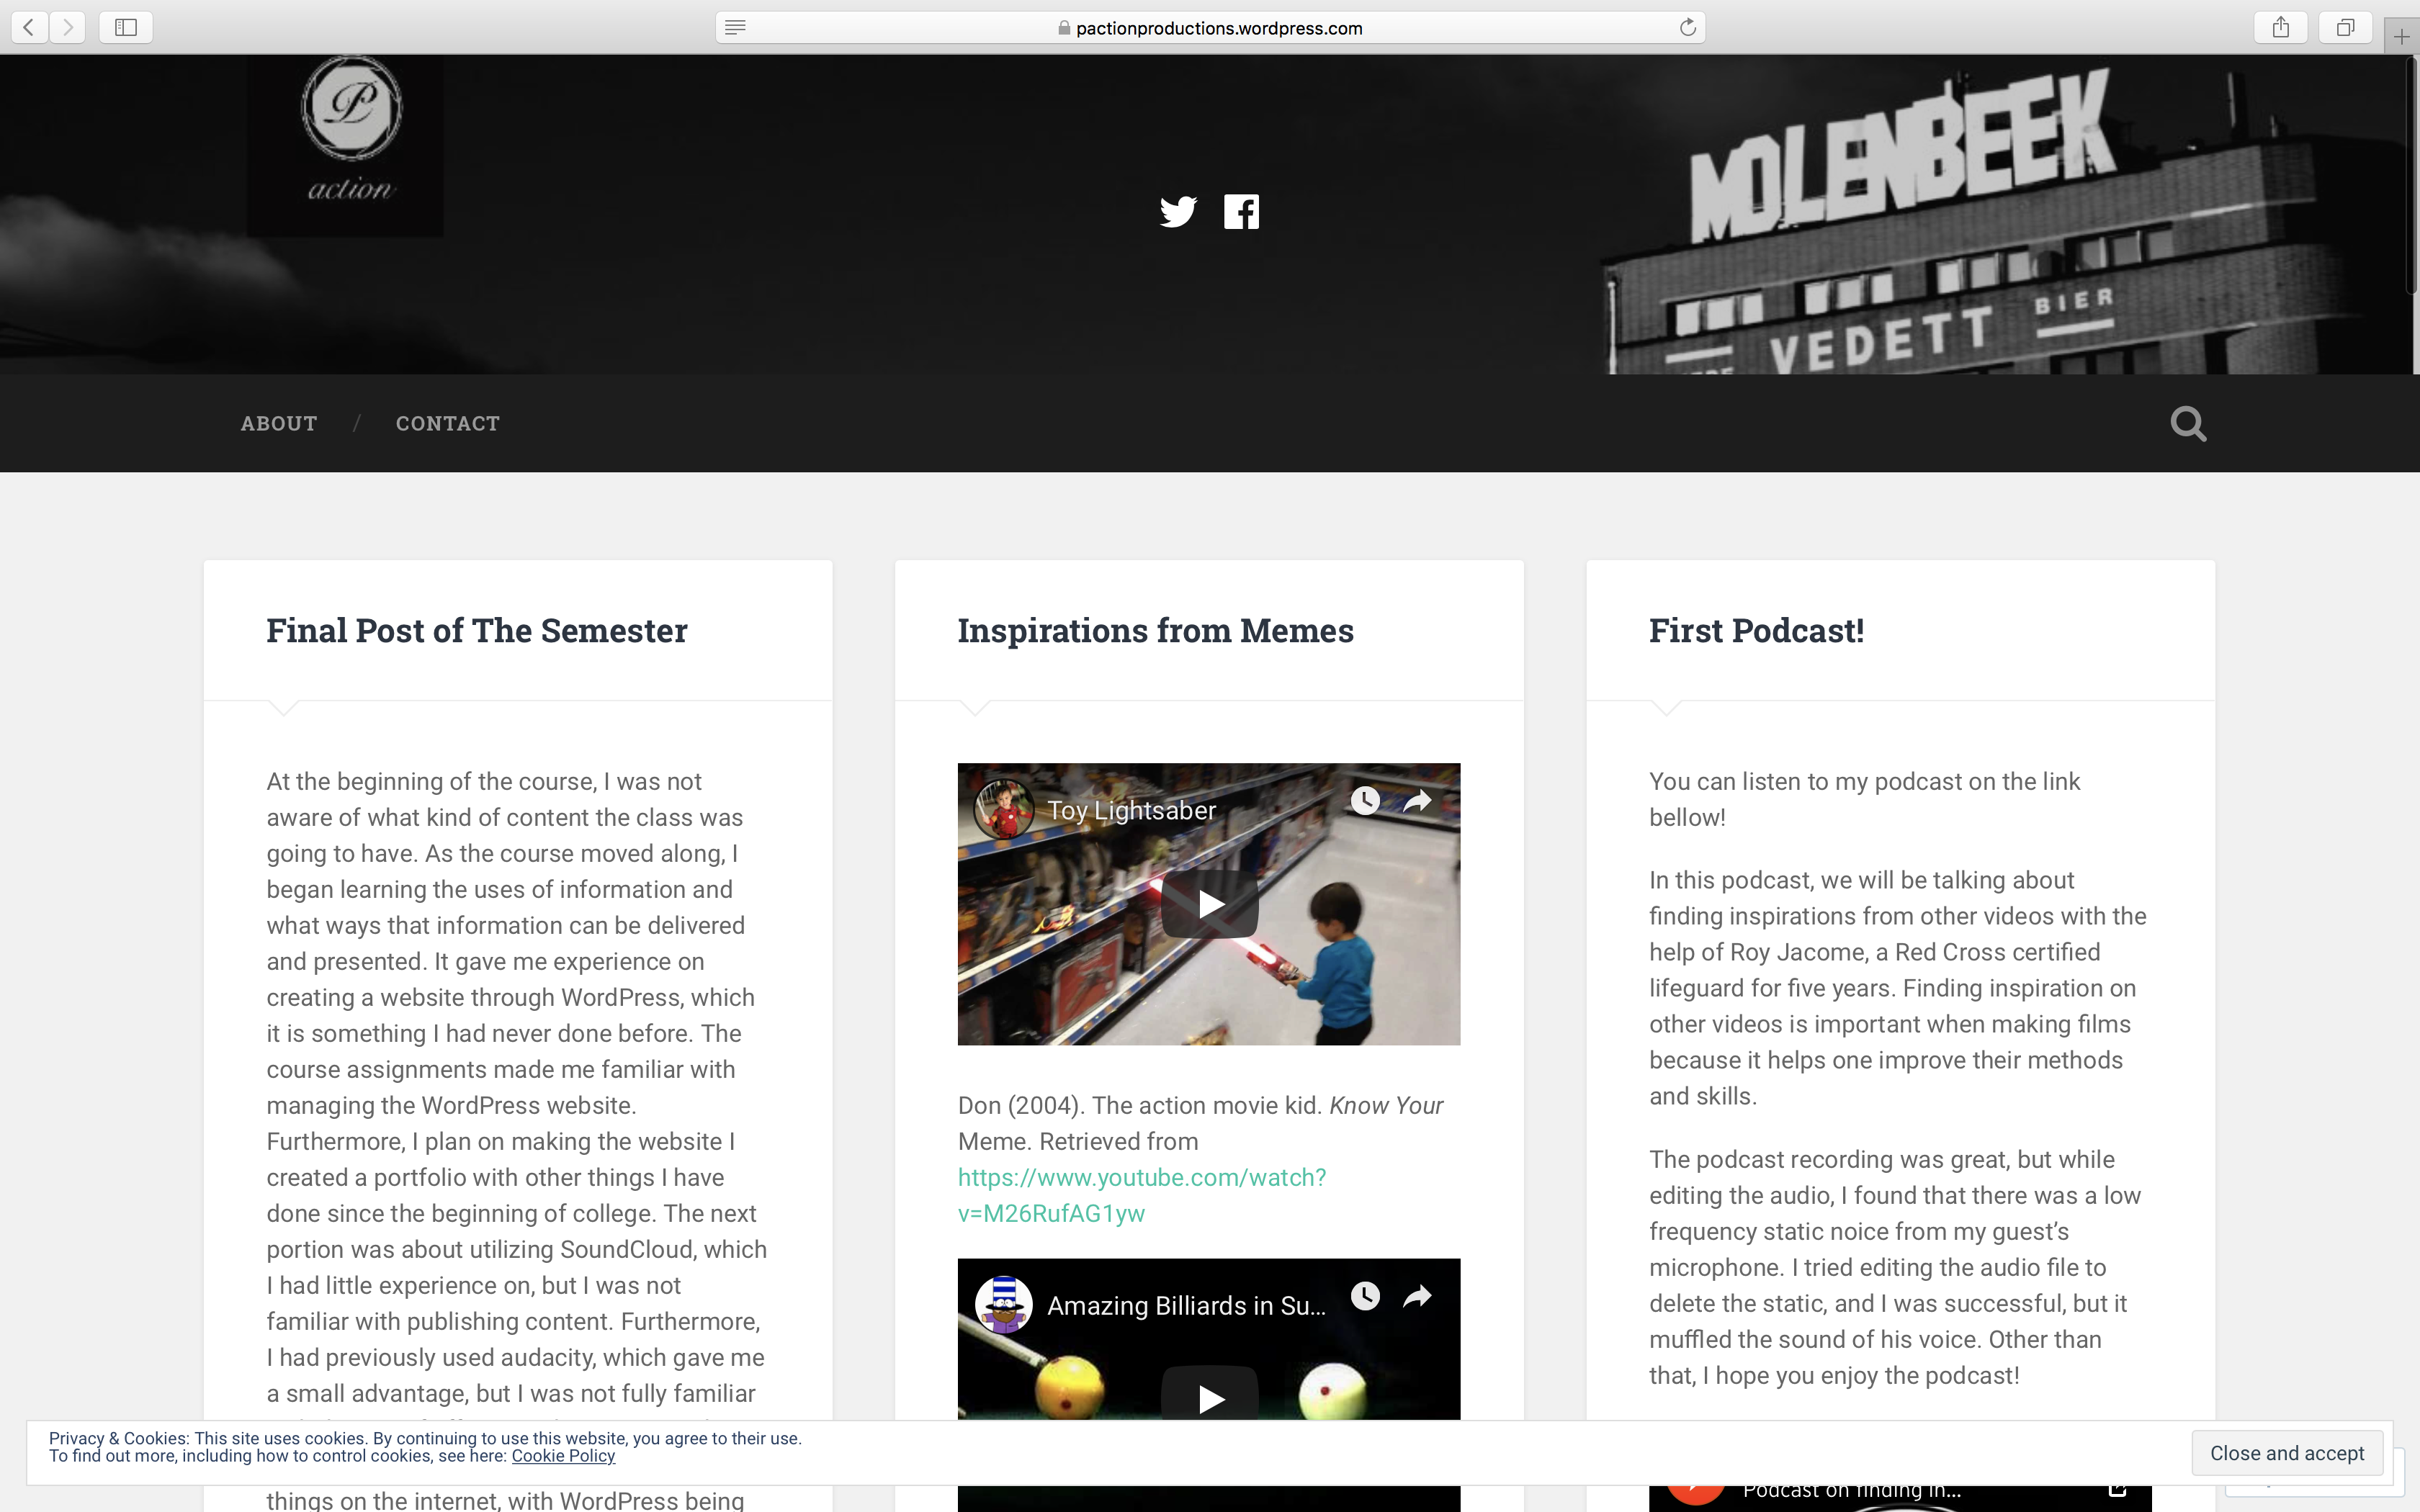 pactionproductions.wordpress.com
P
action
MOLENBEEK
VEDETT
BIER
ABOUT / CONTACT
Final Post of The Semester
At the beginning of the course, I was not
aware of what kind of content the class was
going to have. As the course moved along, I
began learning the uses of information and
what ways that information can be delivered
and presented. It gave me experience on
creating a website through WordPress, which
it is something I had never done before. The
course assignments made me familiar with
managing the WordPress website.
Furthermore, I plan on making the website I
created a portfolio with other things I have
done since the beginning of college. The next
portion was about utilizing SoundCloud, which
I had little experience on, but I was not
familiar with publishing content. Furthermore,
I had previously used audacity, which gave me
a small advantage, but I was not fully familiar
things on the internet, with WordPress being
Inspirations from Memes
Toy Lightsaber
Don (2004). The action movie kid. Know Your
Meme. Retrieved from
https://www.youtube.com/watch?
v=M26RufAG1yw
Amazing Billiards in Su...
First Podcast!
You can listen to my podcast on the link
bellow!
In this podcast, we will be talking about
finding inspirations from other videos with the
help of Roy Jacome, a Red Cross certified
lifeguard for five years. Finding inspiration on
other videos is important when making films
because it helps one improve their methods
and skills.
The podcast recording was great, but while
editing the audio, I found that there was a low
frequency static noice from my guest’s
microphone. I tried editing the audio file to
delete the static, and I was successful, but it
muffled the sound of his voice. Other than
that, I hope you enjoy the podcast!
Podcast on finding in...
Privacy & Cookies: This site uses cookies. By continuing to use this website, you agree to their use.
To find out more, including how to control cookies, see here: Cookie Policy
Close and accept